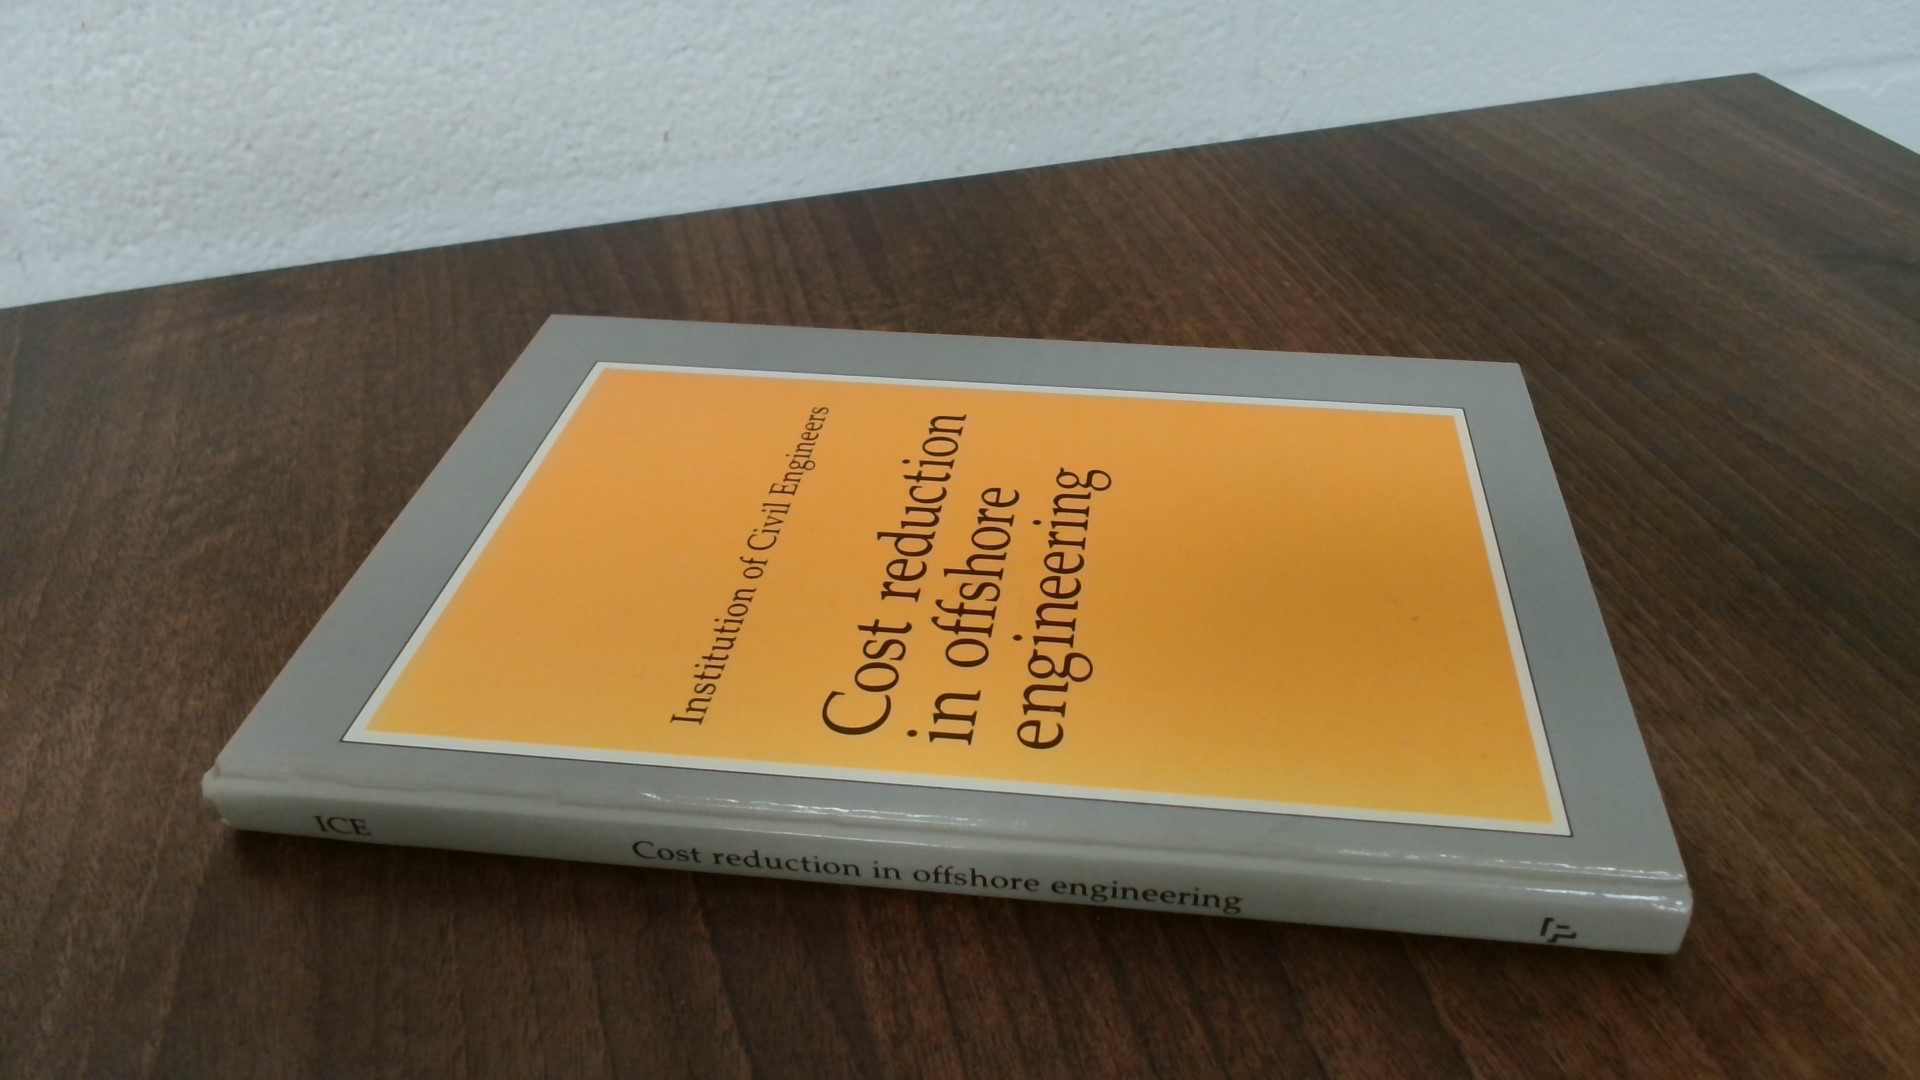 Institution of Civil Engineers
Cost reduction
in offshore
engineering
ICE
Cost reduction in offshore engineering